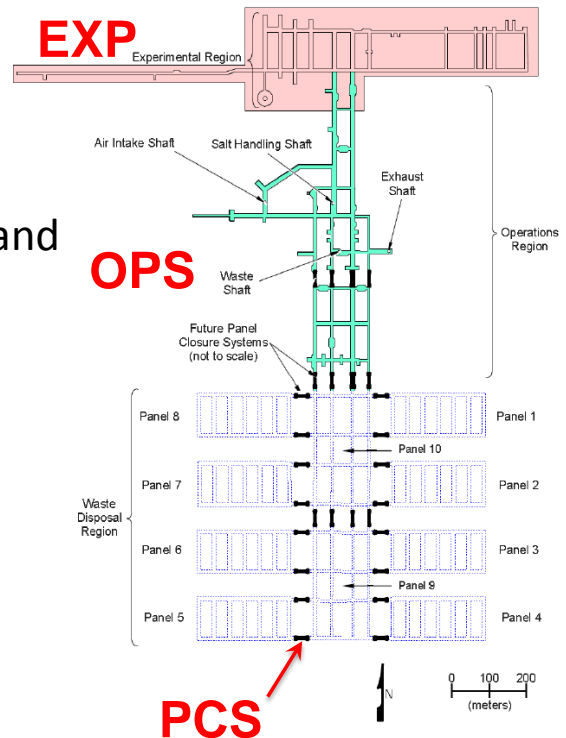 EXP
Experimental Region
Air Intake Shaft
Salt Handling Shaft
Exhaust
Shaft
and
OPS
Operations
Region
Waste
Shaft
Future Panel
Closure Systems
(not to scale)
Panel 8
Panel 1
Panel 10
Panel 7
Panel 2
Waste
Disposal
Region
Panel 6
Panel 3
Panel 9
Panel 5
Panel 4
PCS
N
0 100 200
(meters)